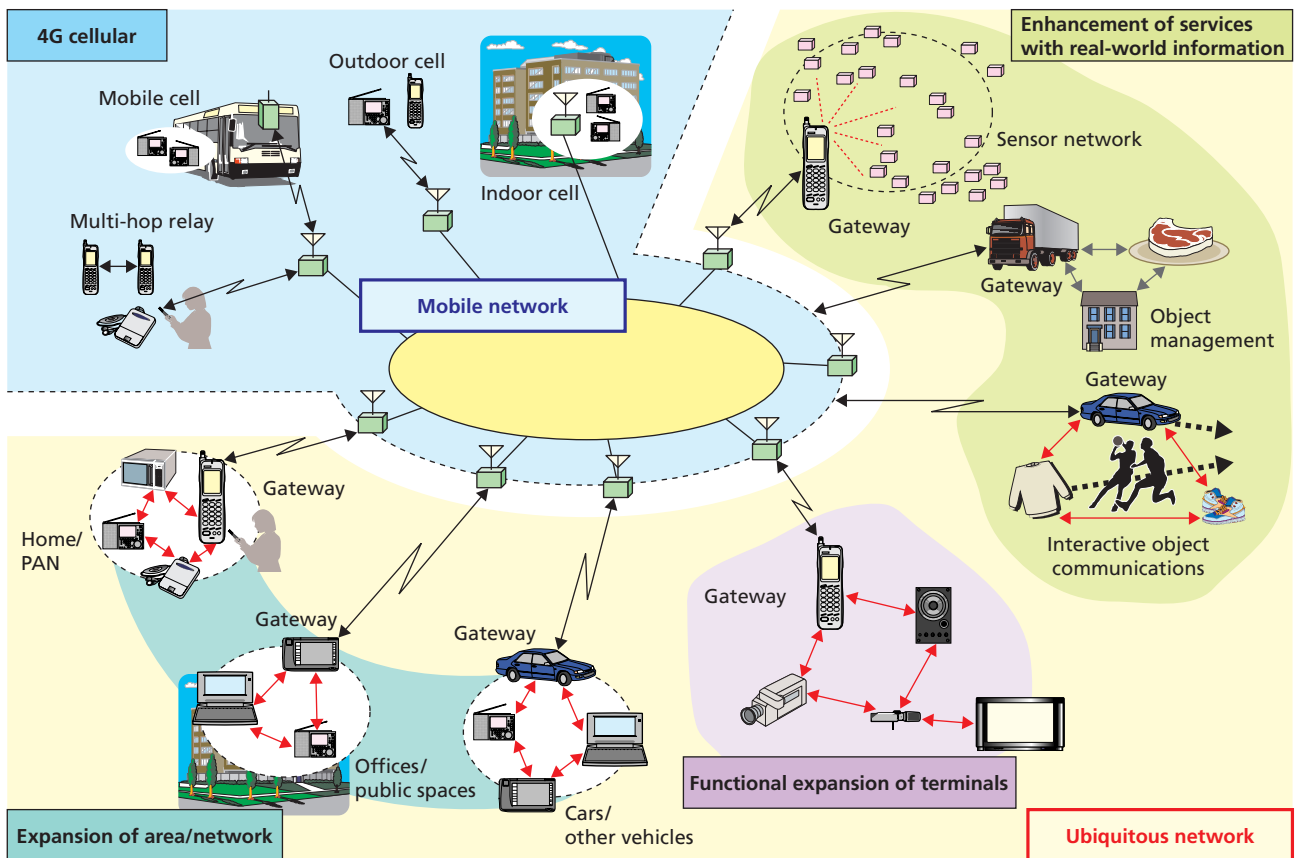 4G cellular
Enhancement of services
with real-world information
Outdoor cell
Mobile cell
Sensor network
Indoor cell
Multi-hop relay
Gateway
Gateway
Mobile network
Object
management
Gateway
Gateway
Home/
PAN
Interactive object
communications
Gateway
Gateway
Gateway
Offices/
public spaces
Functional expansion of terminals
Cars/
other vehicles
Expansion of area/network
Ubiquitous network